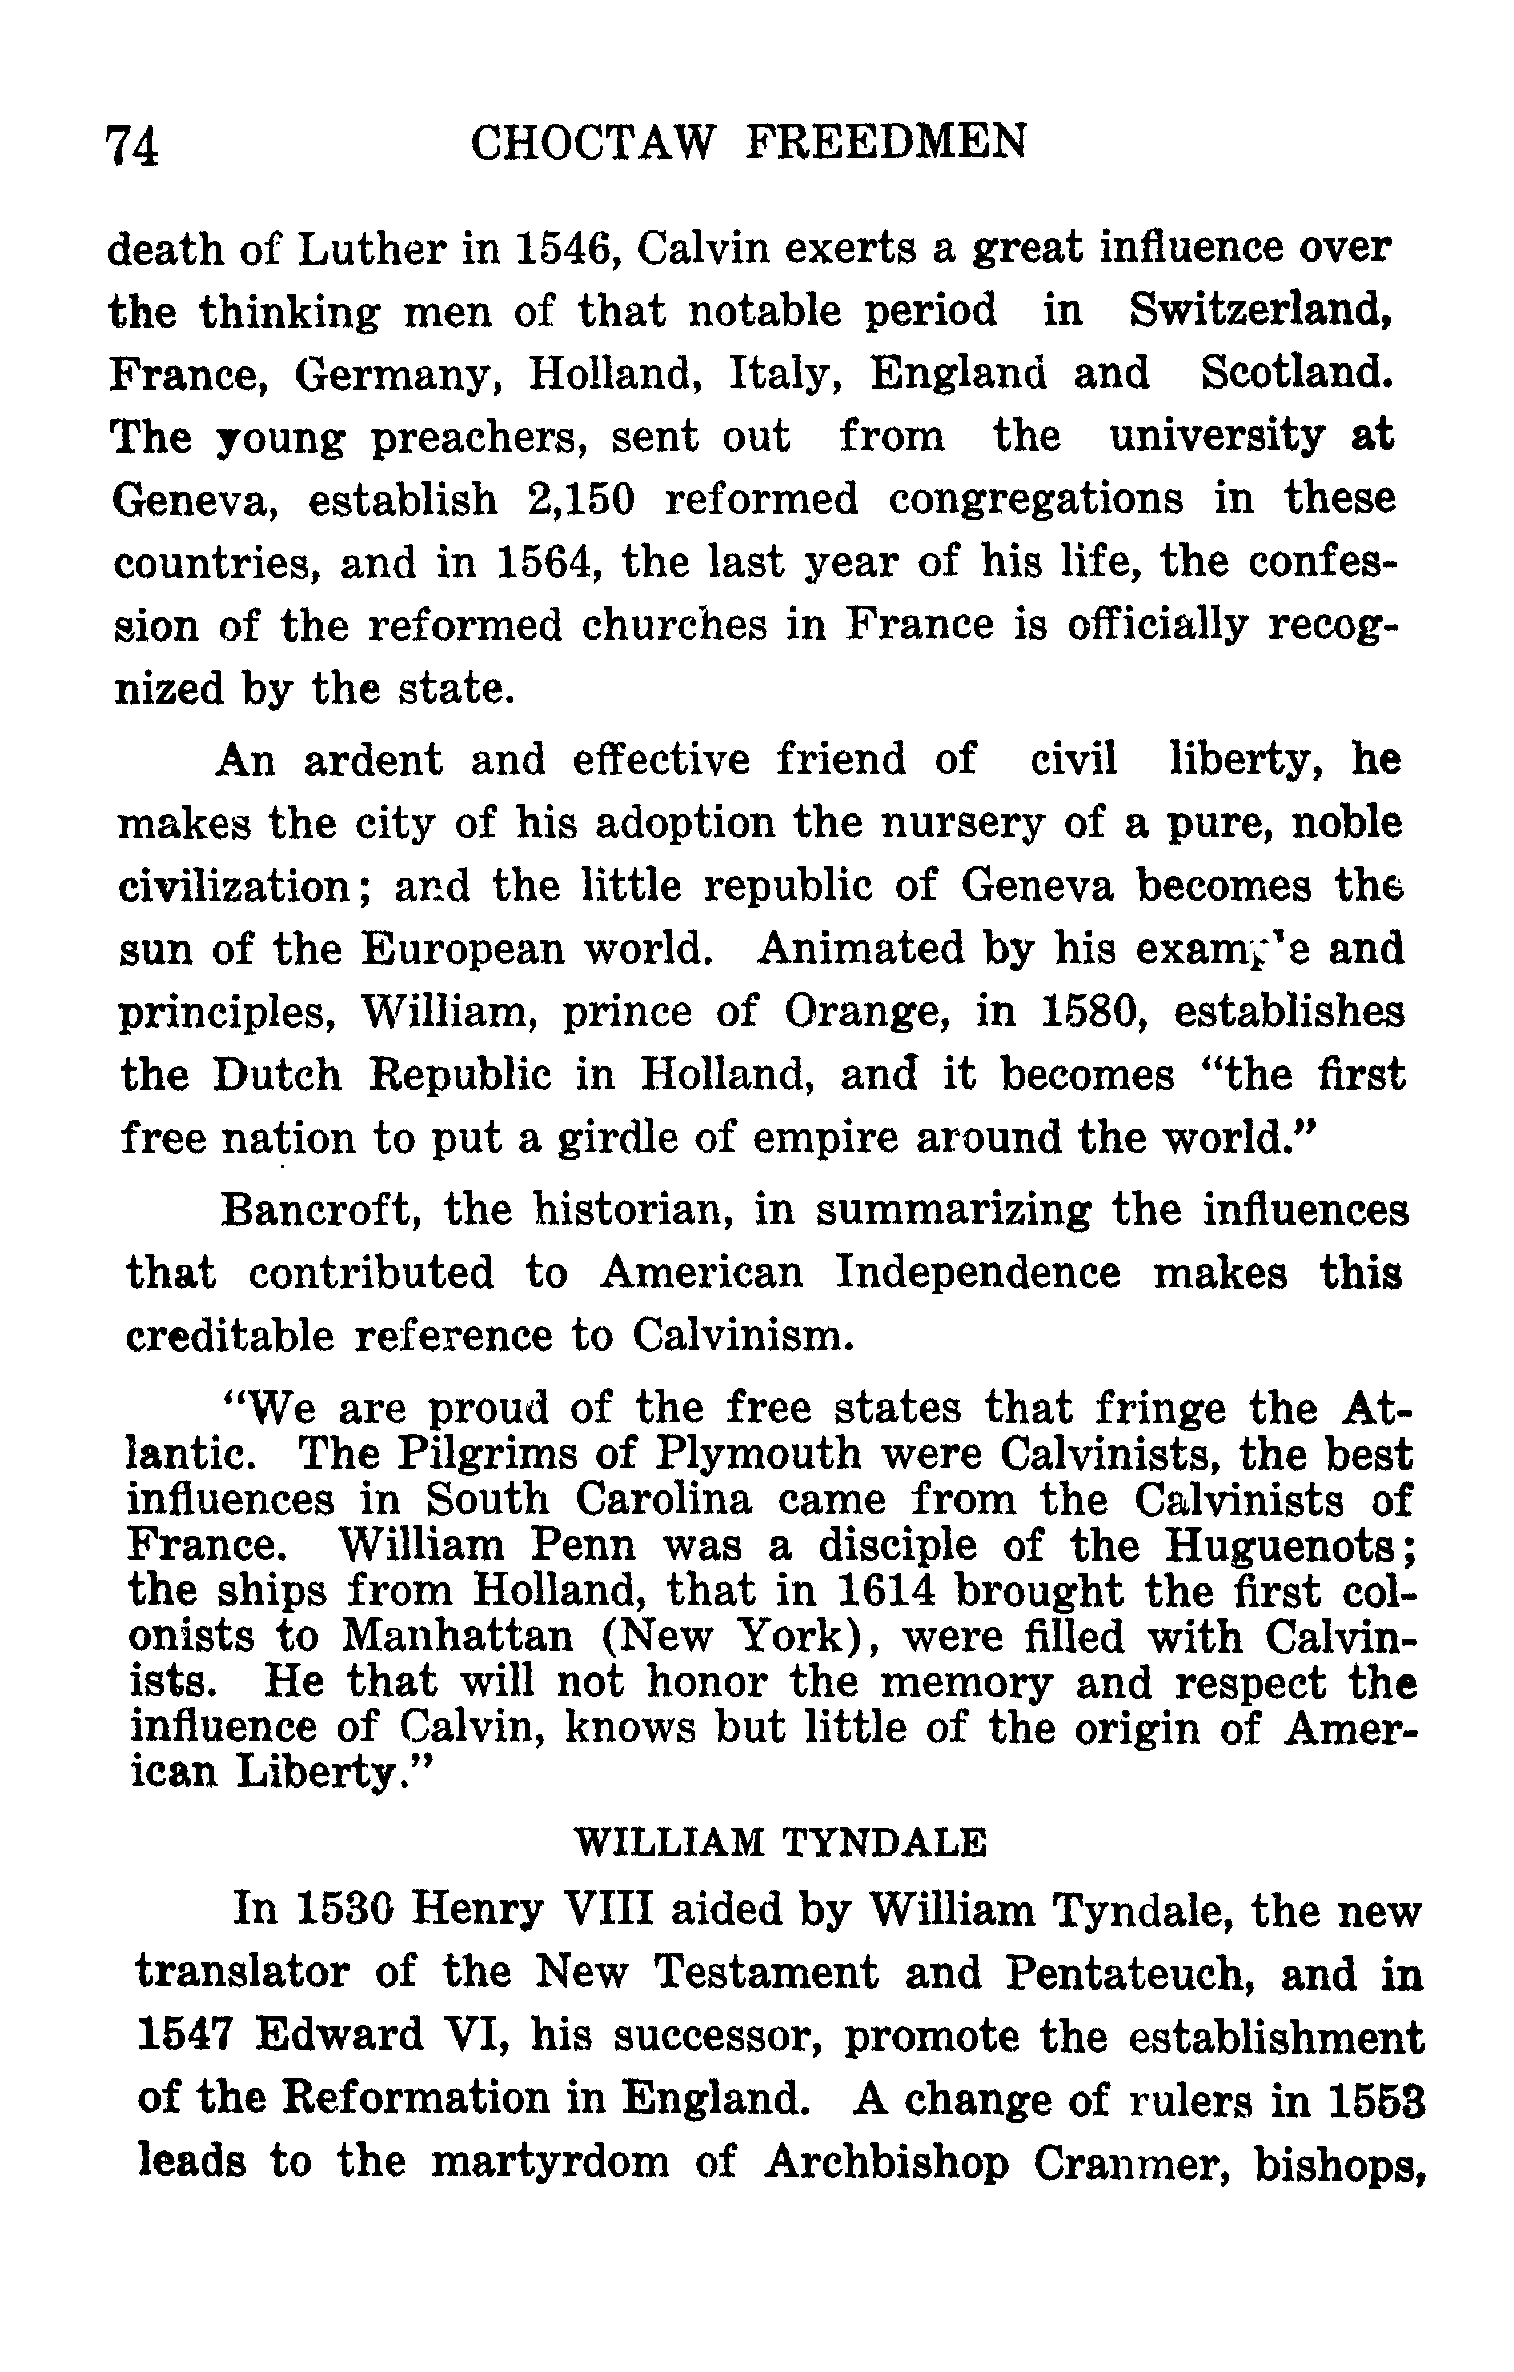 74 CHOCTAW FREEDMEN
death of Luther in 1546, Calvin exerts a great influence over
the thinking men of that notable period in Switzerland,
France, Germany, Holland, Italy, England and Scotland.
The young preachers, sent out from the university at
Geneva, establish 2,150 reformed congregations in these
countries, and in 1564, the last year of his life, the confes-
sion of the reformed churches in France is officially recog-
nized by the state.
An ardent and effective friend of civil liberty, he
makes the city of his adoption the nursery of a pure, noble
civilization; and the little republic of Geneva becomes the
sun of the European world. Animated by his example and
principles, William, prince of Orange, in 1580, establishes
the Dutch Republic in Holland, and it becomes “the first
free nation to put a girdle of empire around the world.”
Bancroft, the historian, in summarizing the influences
that contributed to American Independence makes this
creditable reference to Calvinism.
“We are proud of the free states that fringe the At-
lantic. The Pilgrims of Plymouth were Calvinists, the best
influences in South Carolina came from the Calvinists of
France. William Penn was a disciple of the Huguenots;
the ships from Holland, that in 1614 brought the first col-
onists to Manhattan (New York), were filled with Calvin-
ists. He that will not honor the memory and respect the
influence of Calvin, knows but little of the origin of Amer-
ican Liberty.”
WILLIAM TYNDALE
In 1530 Henry VIII aided by William Tyndale, the new
translator of the New Testament and Pentateuch, and in
1547 Edward VI, his successor, promote the establishment
of the Reformation in England. A change of rulers in 1553
leads to the martyrdom of Archbishop Cranmer, bishops,